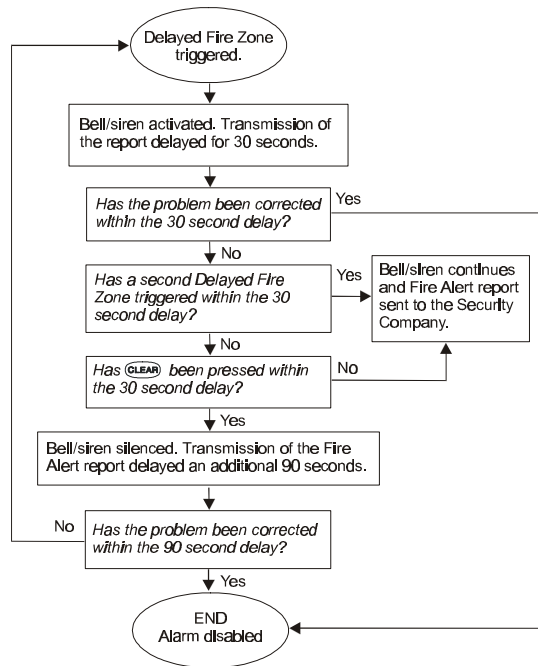 Delayed Fire Zone
triggered.
Bell/siren activated. Transmission of
the report delayed for 30 seconds.
Has the problem been corrected
within the 30 second delay?
Yes
No
Has a second Delayed Fire
Zone triggered within the 30
second delay?
Yes
Bell/siren continues
and Fire Alert report
sent to the Security
Company.
No
Has CLEAR been pressed within
the 30 second delay?
No
Yes
Bell/siren silenced. Transmission of the Fire
Alert report delayed an additional 90 seconds.
No
Has the problem been corrected
within the 90 second delay?
Yes
END
Alarm disabled